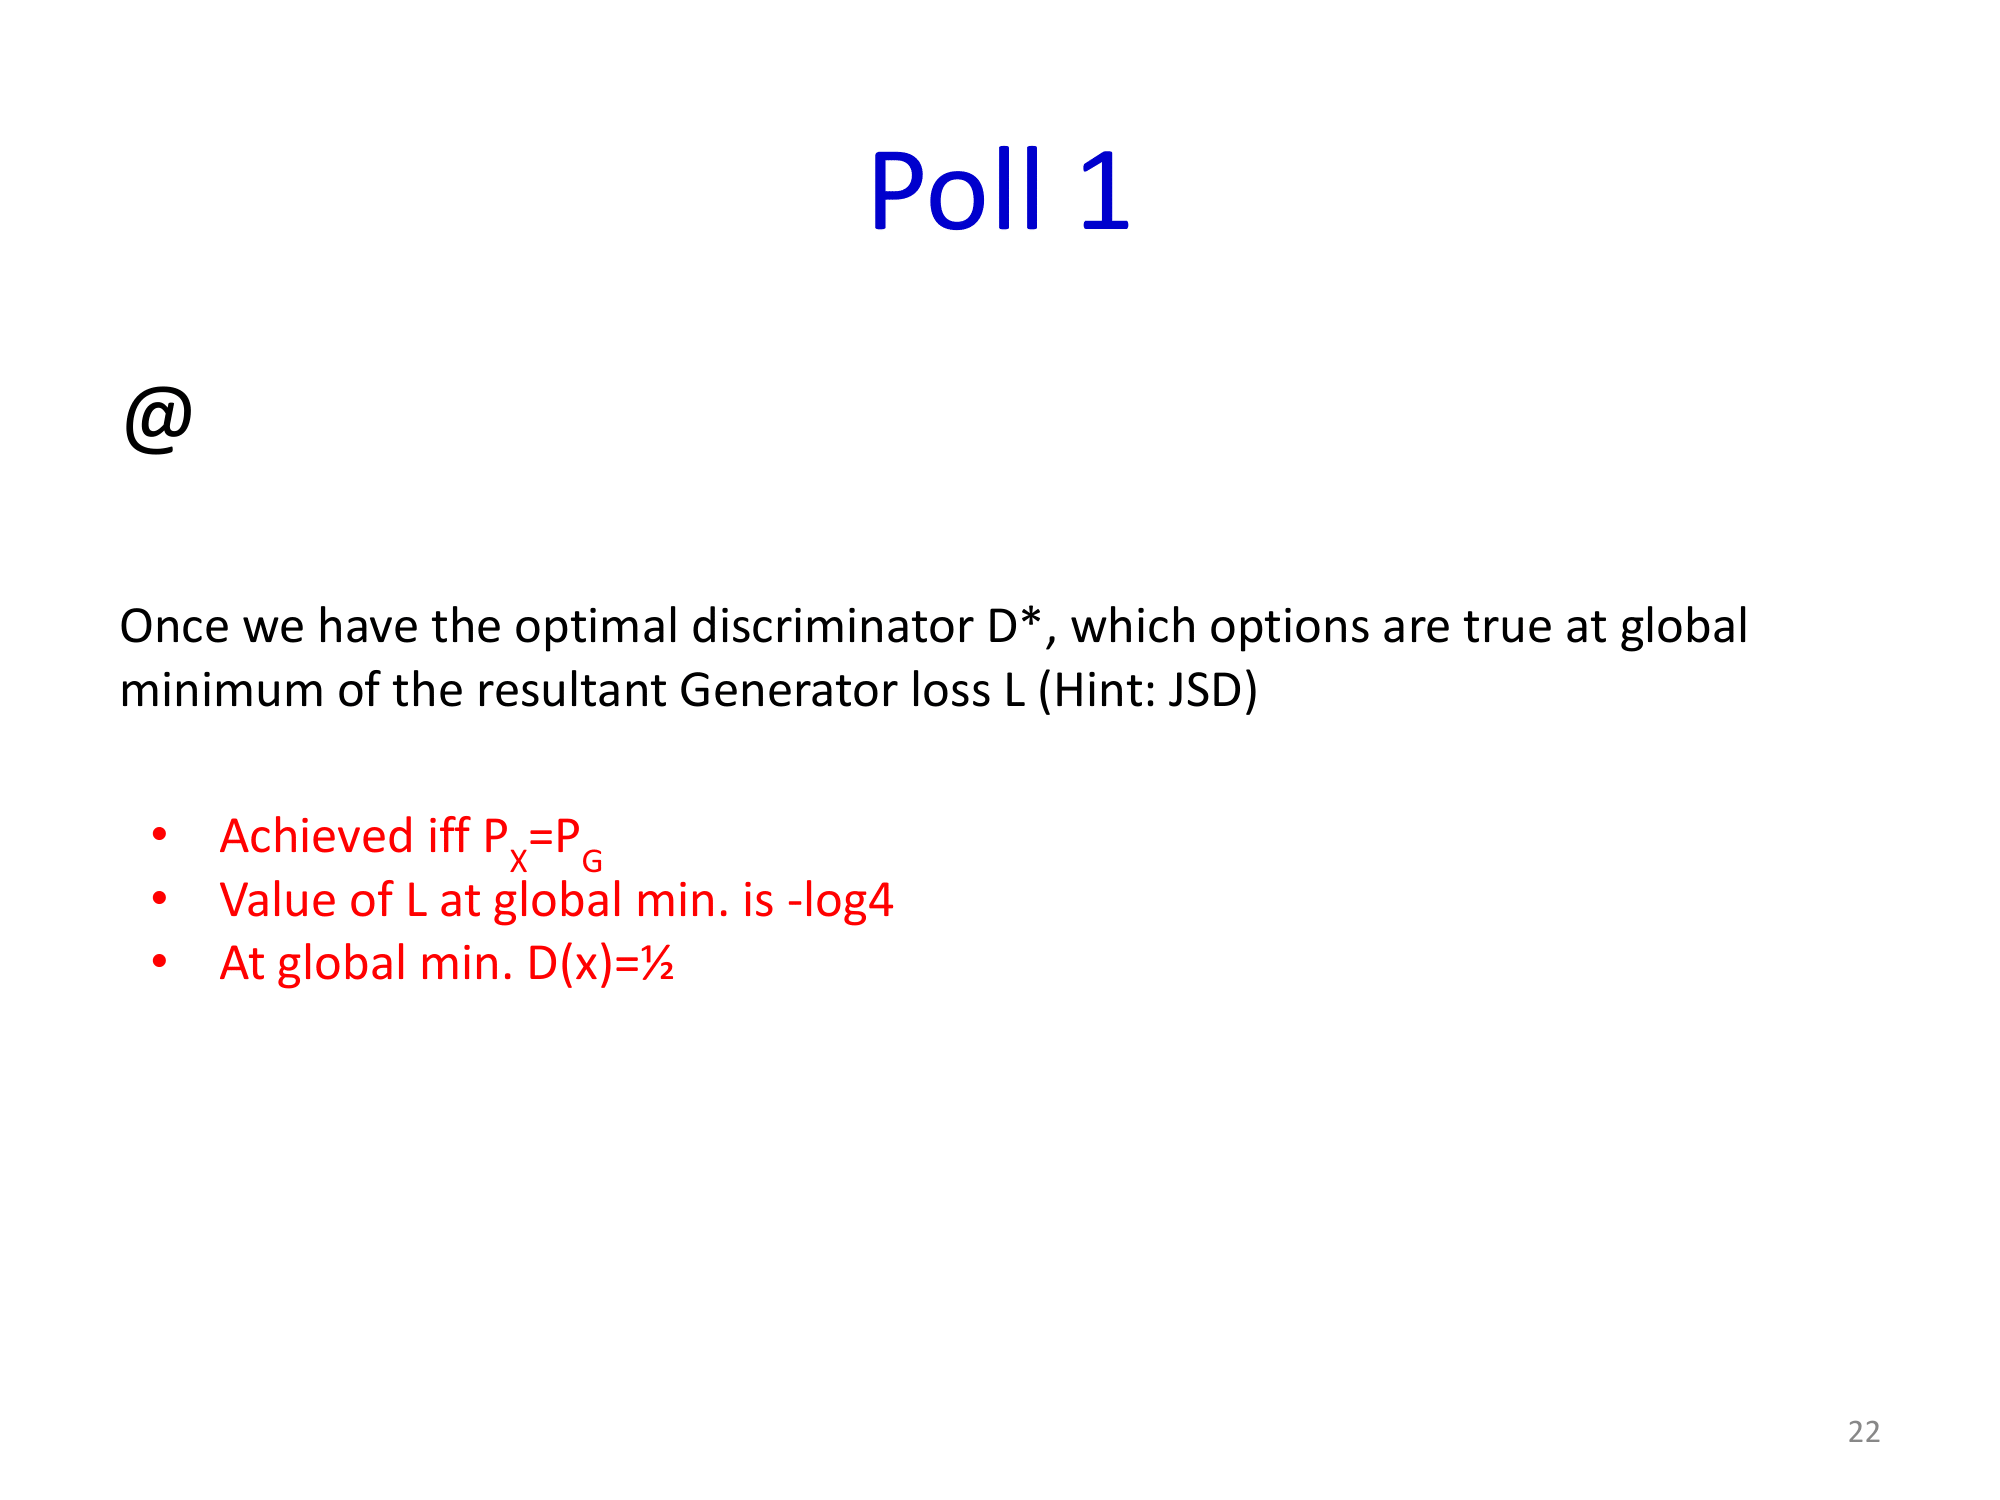 Poll 1
@
Once we have the optimal discriminator D*, which options are true at global
minimum of the resultant Generator loss L (Hint: JSD)
• Achieved iff P_X=P_G
• Value of L at global min. is -log4
• At global min. D(x)=½
22